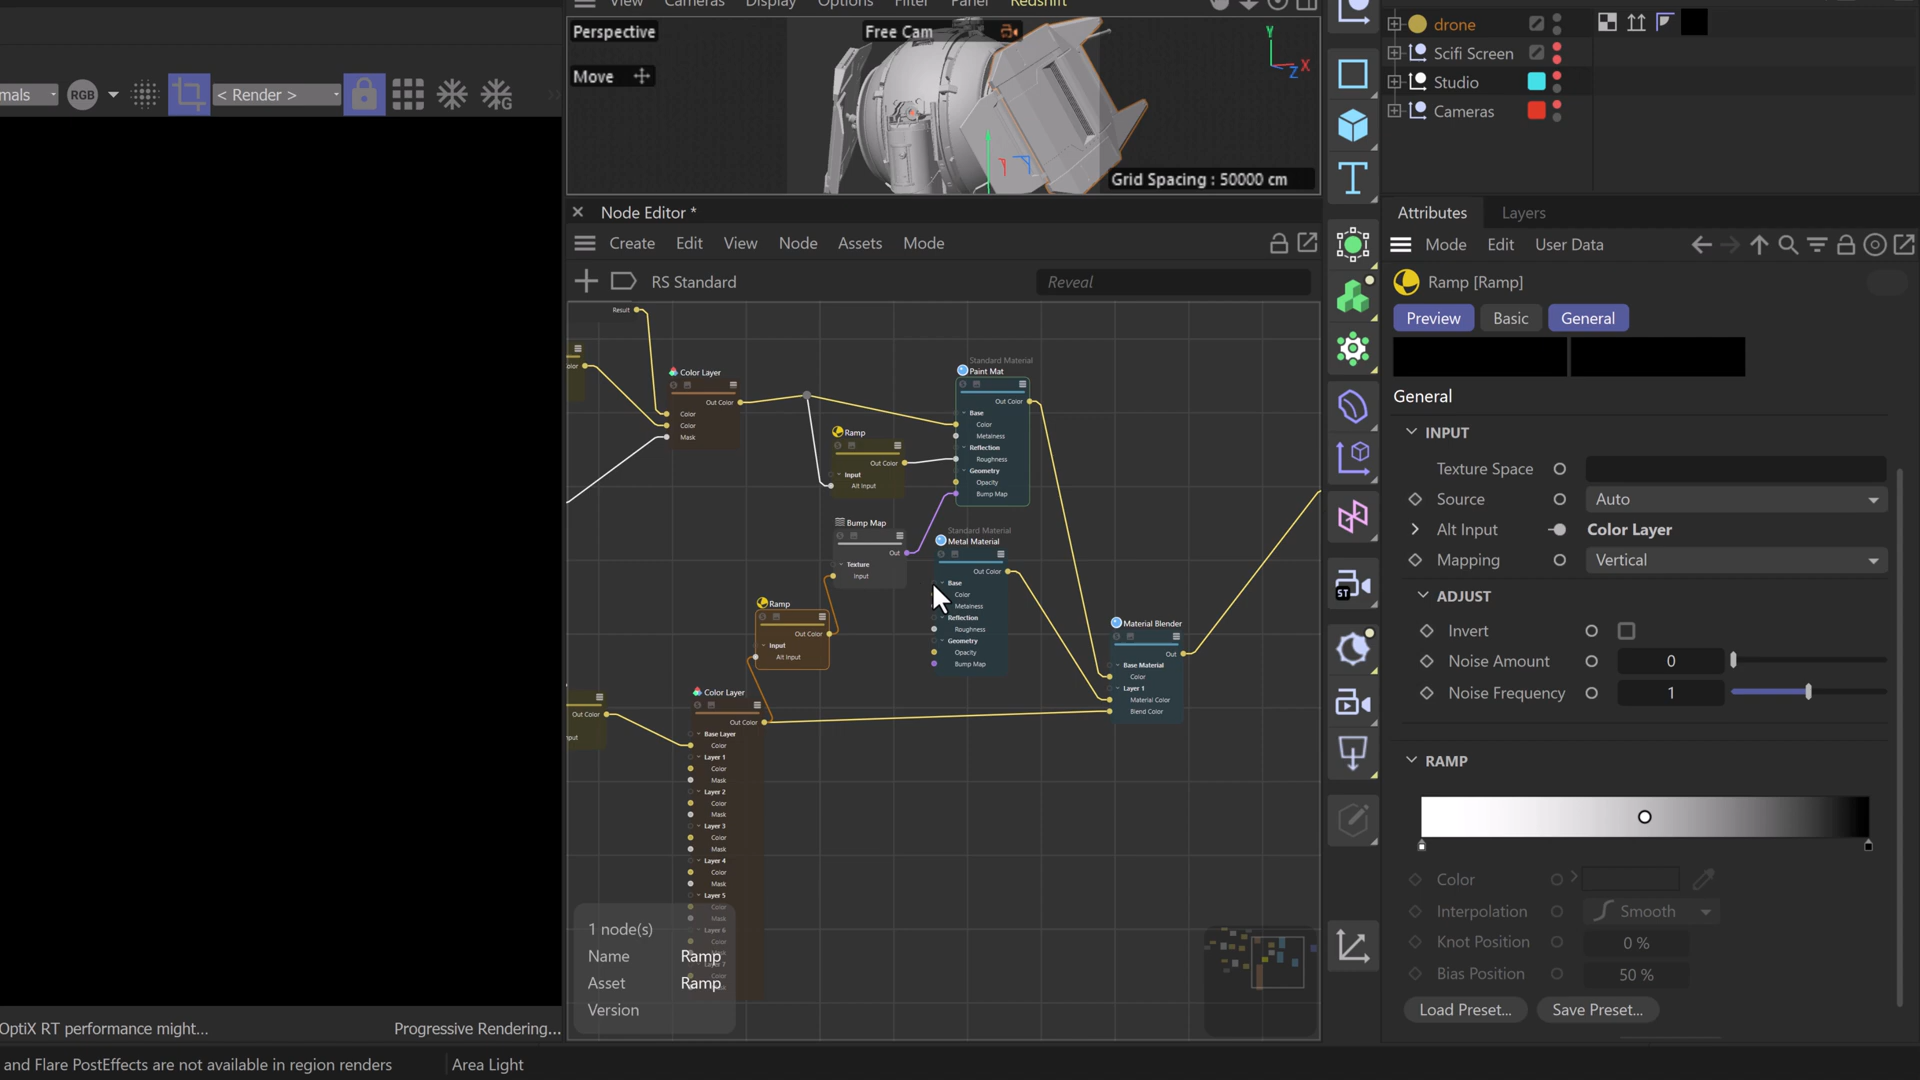 View Cameras Display Options Filter Panel Redshift
Perspective
Free Cam
Move
Y
X
Z
Grid Spacing : 50000 cm
mals
RGB
< Render >
drone
Scifi Screen
Studio
Cameras
Node Editor *
Create Edit View Node Assets Mode
RS Standard
Reveal
Result
Color Layer
Out Color
Color
Color
Mask
Ramp
Out Color
Input
Alt Input
Standard Material
Paint Mat
Out Color
Base
Color
Metalness
Reflection
Roughness
Geometry
Opacity
Bump Map
Bump Map
Out
Texture
Input
Standard Material
Metal Material
Out Color
Base
Color
Metalness
Reflection
Roughness
Geometry
Opacity
Bump Map
Ramp
Out Color
Input
Alt Input
Material Blender
Out
Base Material
Color
Layer 1
Material Color
Blend Color
Out Color
nput
Color Layer
Out Color
Base Layer
Color
Layer 1
Color
Mask
Layer 2
Color
Mask
Layer 3
Color
Mask
Layer 4
Color
Mask
Layer 5
Color
Mask
Layer 6
Color
1 node(s)
Name Ramp
Asset Ramp
Version
T
ST
Attributes Layers
Mode Edit User Data
Ramp [Ramp]
Preview Basic General
General
INPUT
Texture Space
Source Auto
Alt Input Color Layer
Mapping Vertical
ADJUST
Invert
Noise Amount 0
Noise Frequency 1
RAMP
Color
Interpolation Smooth
Knot Position 0 %
Bias Position 50 %
Load Preset... Save Preset...
OptiX RT performance might...
Progressive Rendering...
and Flare PostEffects are not available in region renders
Area Light